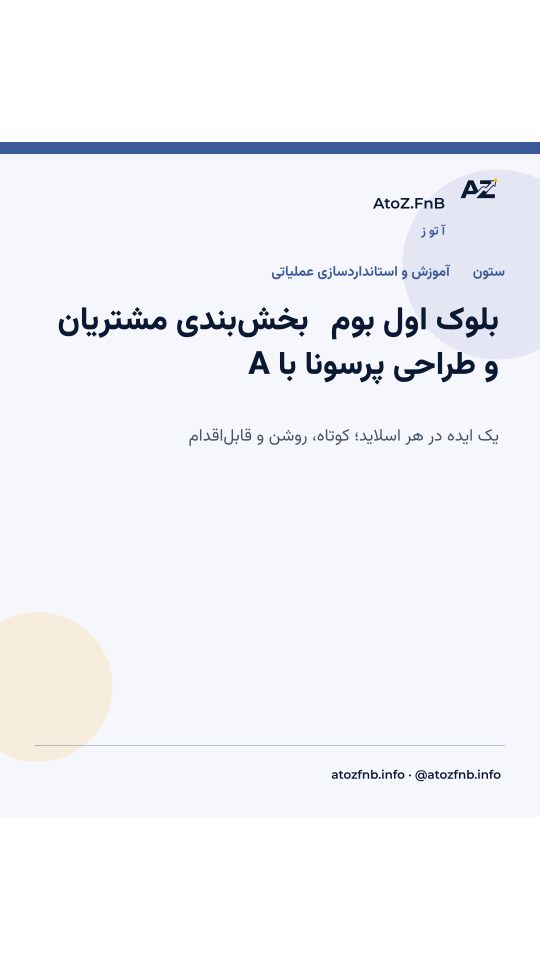 AZ
AtoZ.FnB
آ تو ز
ستون آموزش و استانداردسازی عملیاتی
بلوک اول بوم بخش‌بندی مشتریان
و طراحی پرسونا با A
یک ایده در هر اسلاید؛ کوتاه، روشن و قابل‌اقدام
atozfnb.info · @atozfnb.info